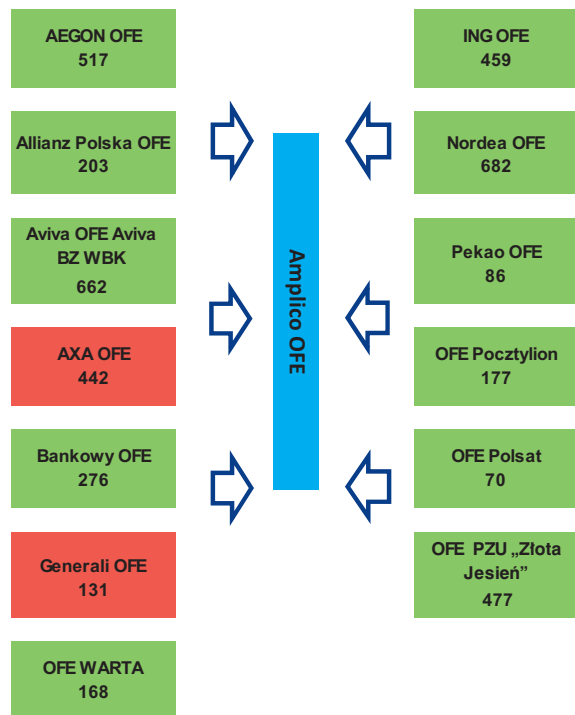 AEGON OFE
517
Allianz Polska OFE
203
Aviva OFE Aviva
BZ WBK
662
AXA OFE
442
Bankowy OFE
276
Generali OFE
131
OFE WARTA
168
Amplico OFE
ING OFE
459
Nordea OFE
682
Pekao OFE
86
OFE Pocztylion
177
OFE Polsat
70
OFE PZU „Złota
Jesień”
477